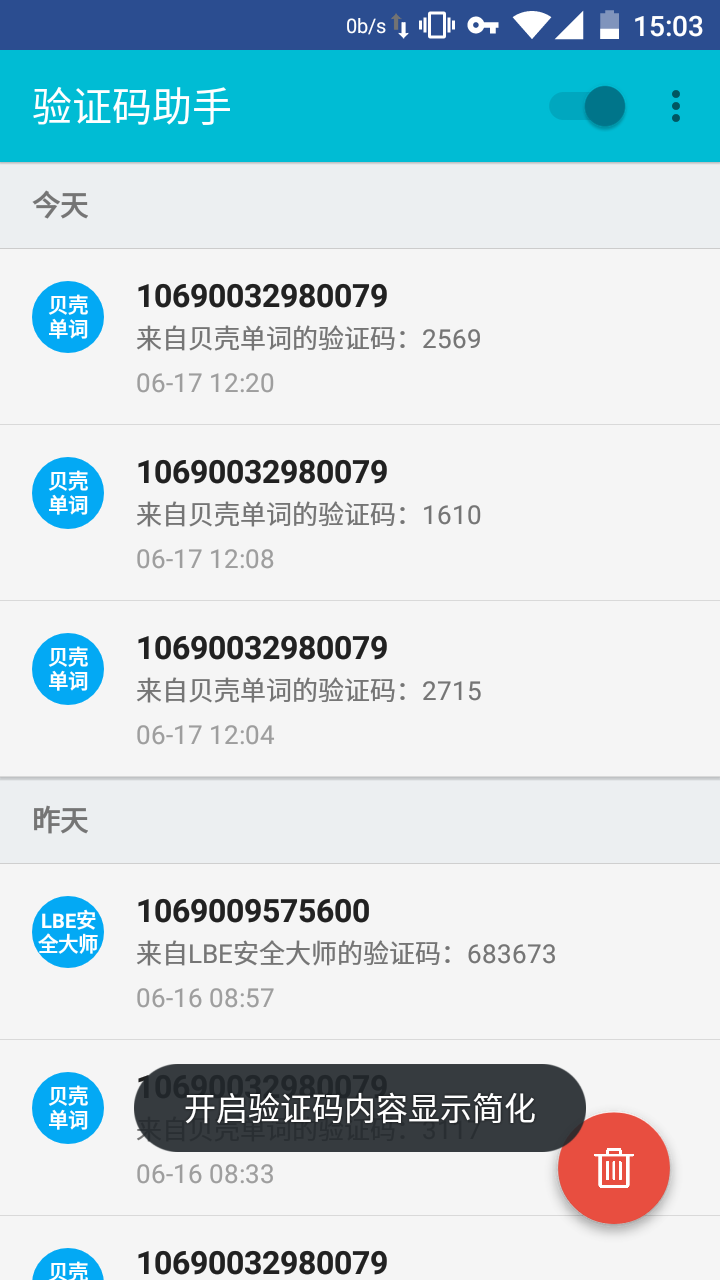 0b/s 15:03
验证码助手
今天
贝壳
单词
10690032980079
来自贝壳单词的验证码：2569
06-17 12:20
贝壳
单词
10690032980079
来自贝壳单词的验证码：1610
06-17 12:08
贝壳
单词
10690032980079
来自贝壳单词的验证码：2715
06-17 12:04
昨天
LBE安
全大师
1069009575600
来自LBE安全大师的验证码：683673
06-16 08:57
贝壳
单词
10690032980079
来自贝壳单词的验证码：3117
开启验证码内容显示简化
06-16 08:33
贝壳
10690032980079